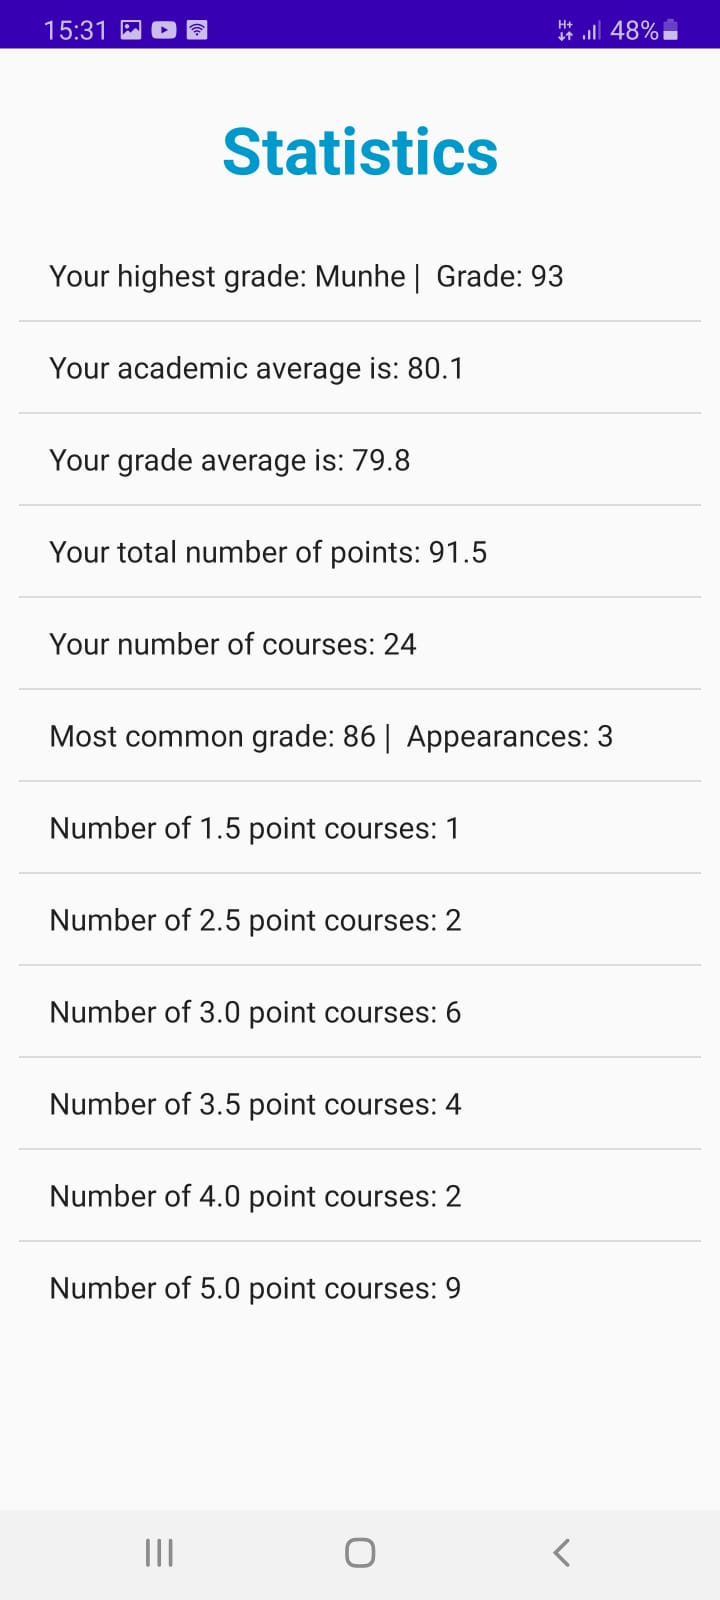 15:31 H+ 48%
Statistics
Your highest grade: Munhe | Grade: 93
Your academic average is: 80.1
Your grade average is: 79.8
Your total number of points: 91.5
Your number of courses: 24
Most common grade: 86 | Appearances: 3
Number of 1.5 point courses: 1
Number of 2.5 point courses: 2
Number of 3.0 point courses: 6
Number of 3.5 point courses: 4
Number of 4.0 point courses: 2
Number of 5.0 point courses: 9